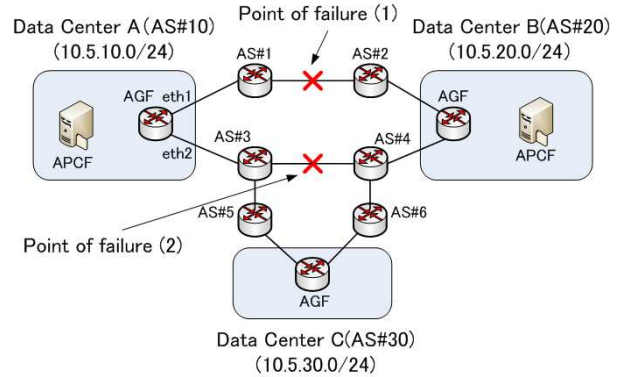 Point of failure (1)
Data Center A(AS#10)
(10.5.10.0/24)
Data Center B(AS#20)
(10.5.20.0/24)
AS#1
AS#2
AGF
eth1
eth2
APCF
AS#3
AS#4
AGF
APCF
AS#5
AS#6
Point of failure (2)
AGF
Data Center C(AS#30)
(10.5.30.0/24)